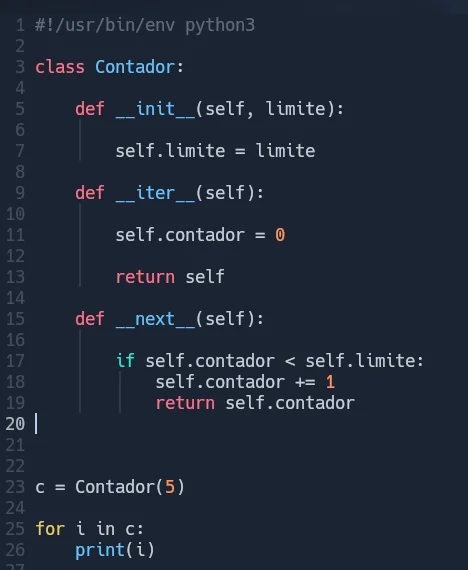 1 #!/usr/bin/env python3
2
3 class Contador:
4
5     def __init__(self, limite):
6
7         self.limite = limite
8
9     def __iter__(self):
10
11         self.contador = 0
12
13         return self
14
15     def __next__(self):
16
17         if self.contador < self.limite:
18             self.contador += 1
19             return self.contador
20
21
22
23 c = Contador(5)
24
25 for i in c:
26     print(i)
27